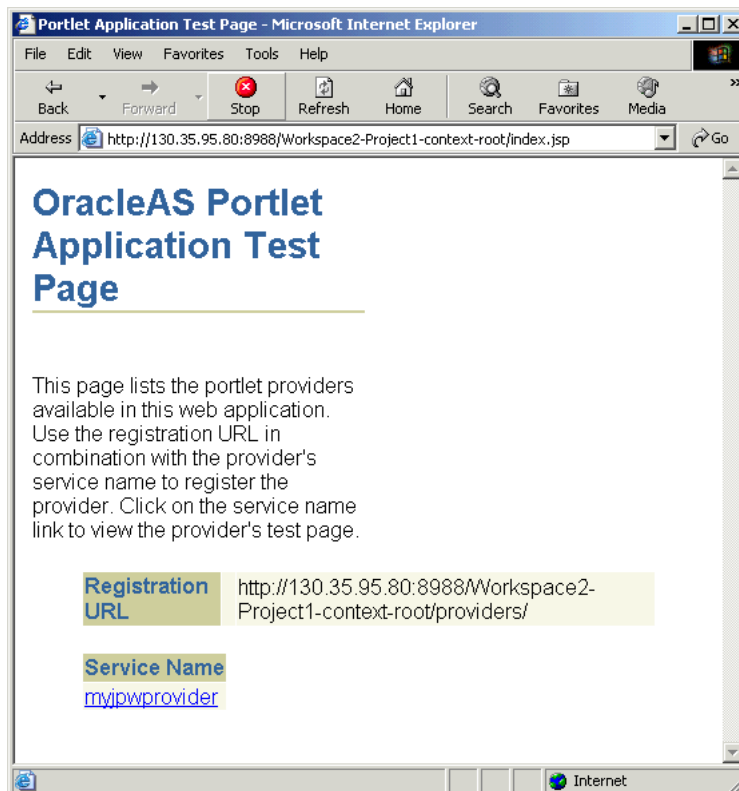 Portlet Application Test Page - Microsoft Internet Explorer
File Edit View Favorites Tools Help
Back Forward Stop Refresh Home Search Favorites Media »
Address http://130.35.95.80:8988/Workspace2-Project1-context-root/index.jsp Go
OracleAS Portlet
Application Test
Page
This page lists the portlet providers
available in this web application.
Use the registration URL in
combination with the provider's
service name to register the
provider. Click on the service name
link to view the provider's test page.
Registration
URL
http://130.35.95.80:8988/Workspace2-
Project1-context-root/providers/
Service Name
myjpwprovider
Internet